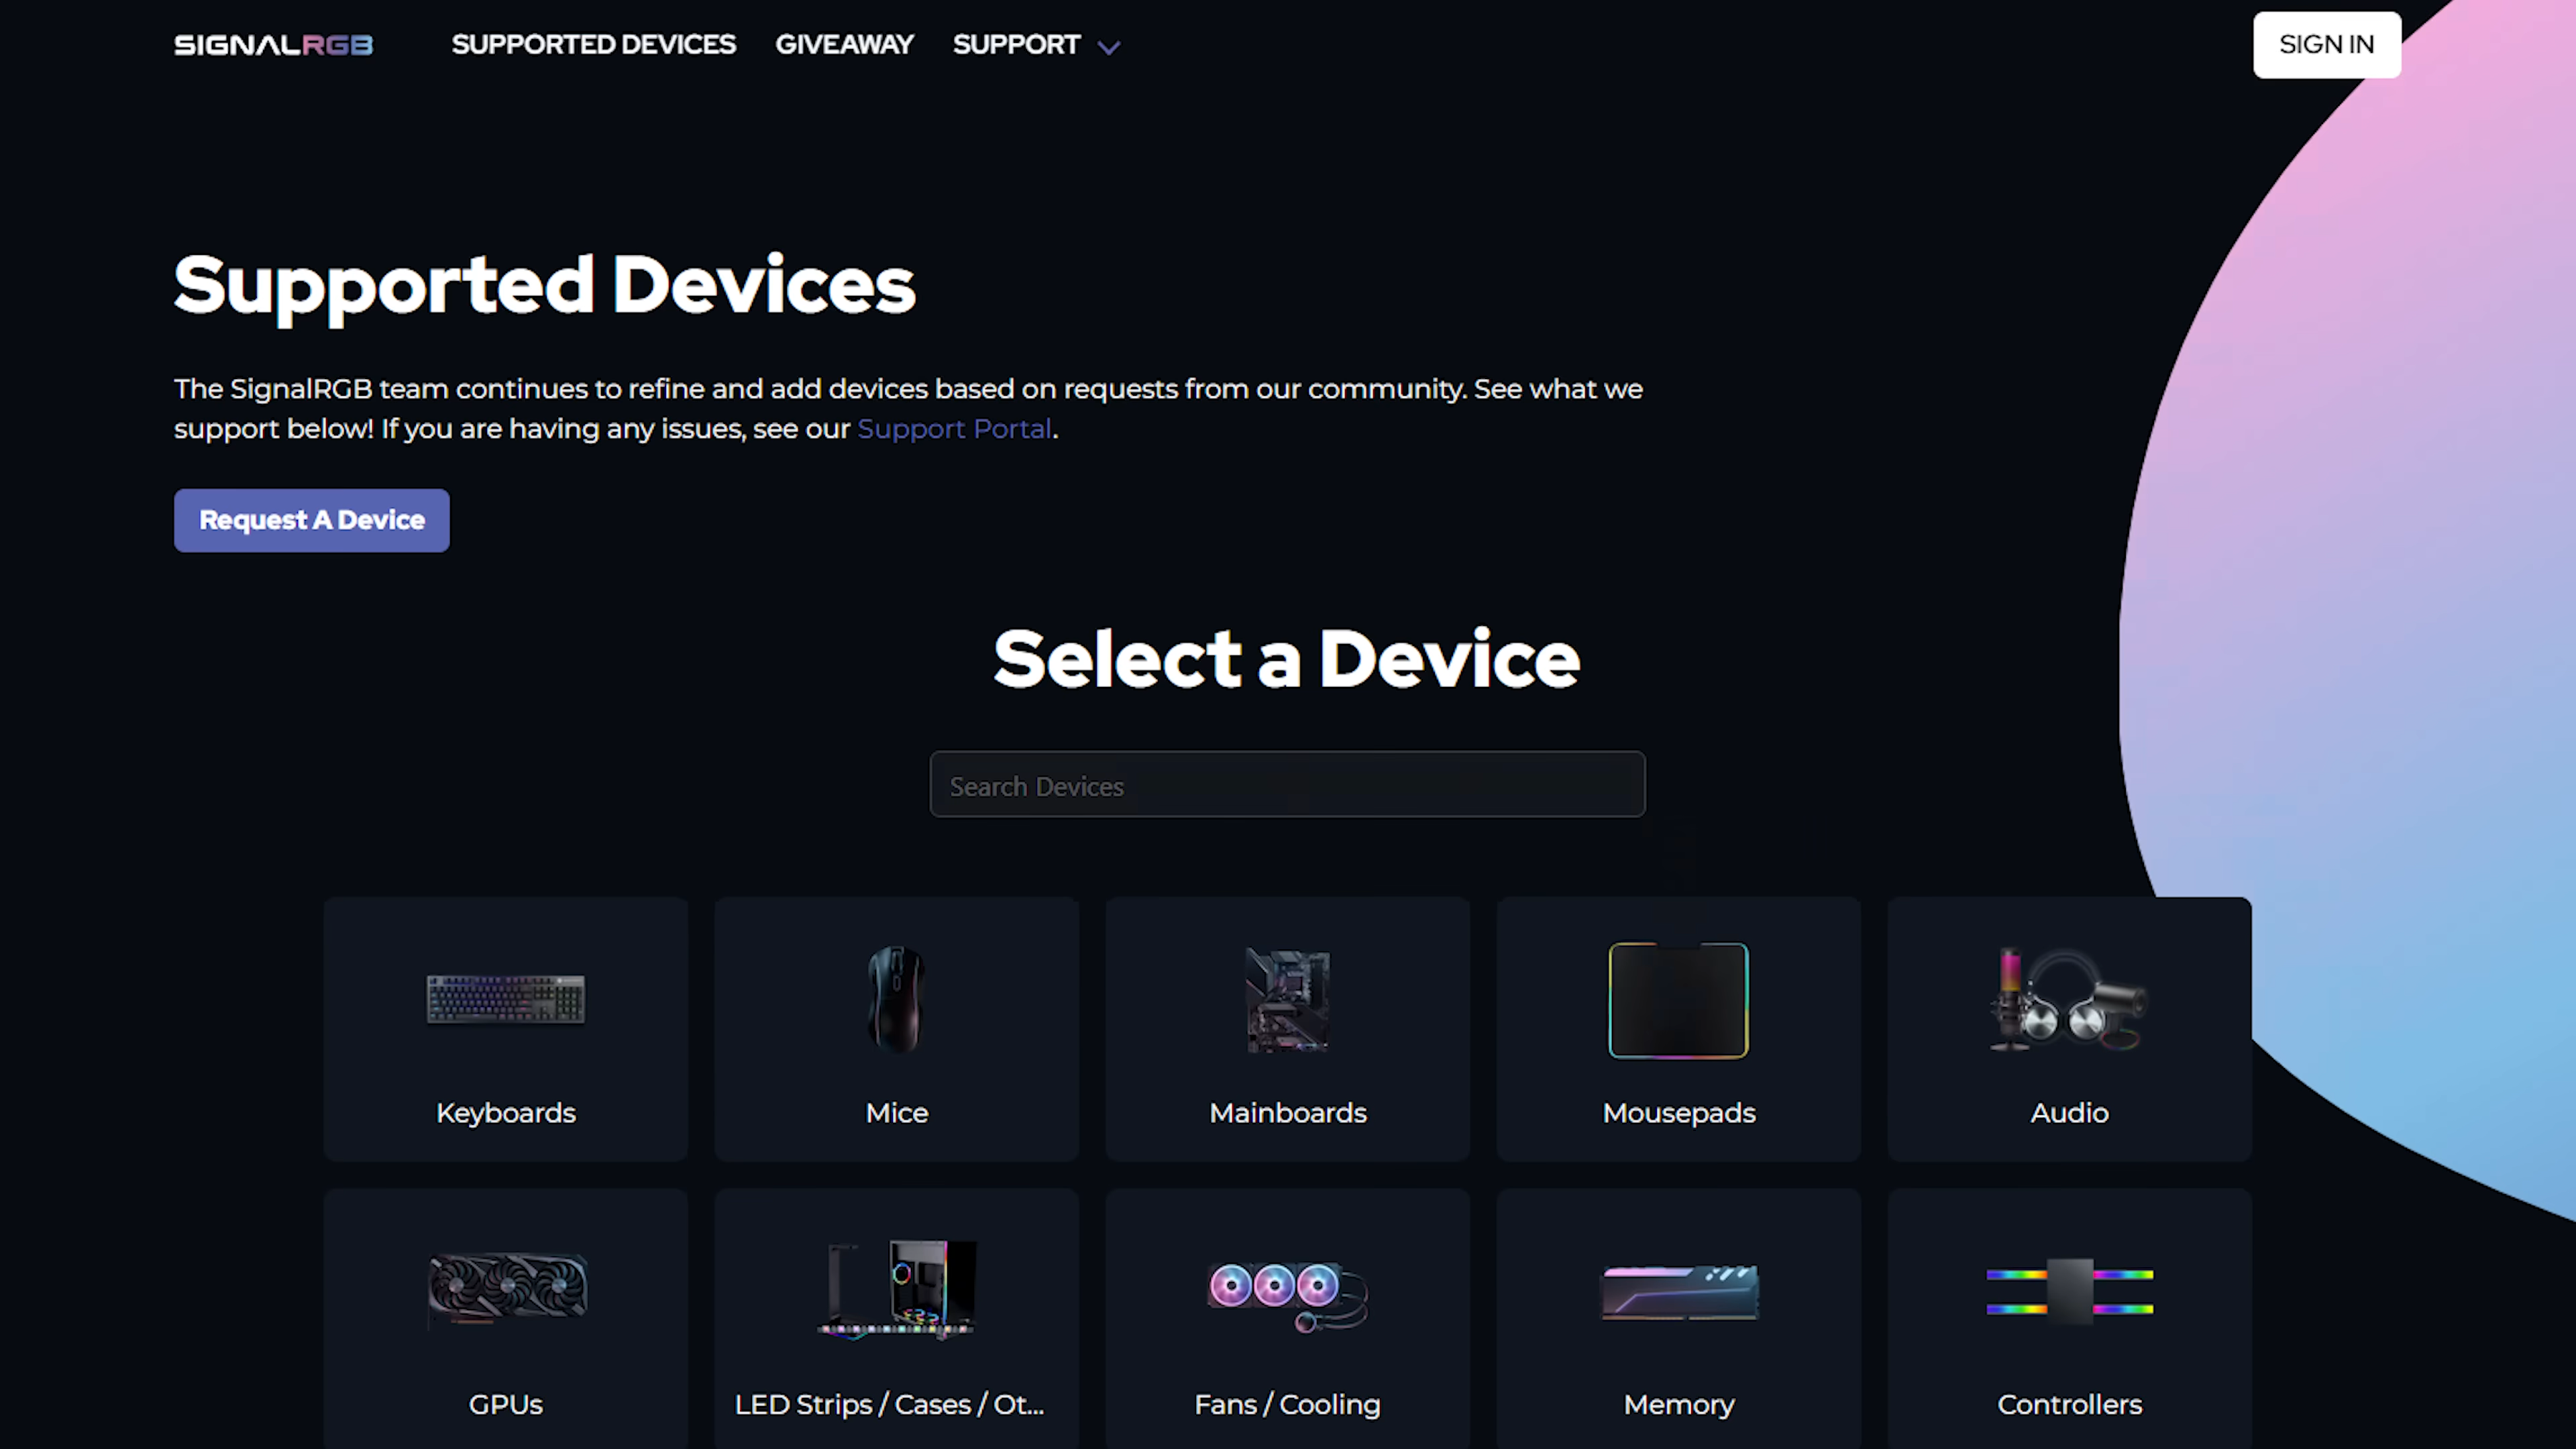 SIGNALRGB
SUPPORTED DEVICES
GIVEAWAY
SUPPORT
SIGN IN
Supported Devices
The SignalRGB team continues to refine and add devices based on requests from our community. See what we
support below! If you are having any issues, see our Support Portal.
Request A Device
Select a Device
Search Devices
Keyboards
Mice
Mainboards
Mousepads
Audio
GPUs
LED Strips / Cases / Ot...
Fans / Cooling
Memory
Controllers